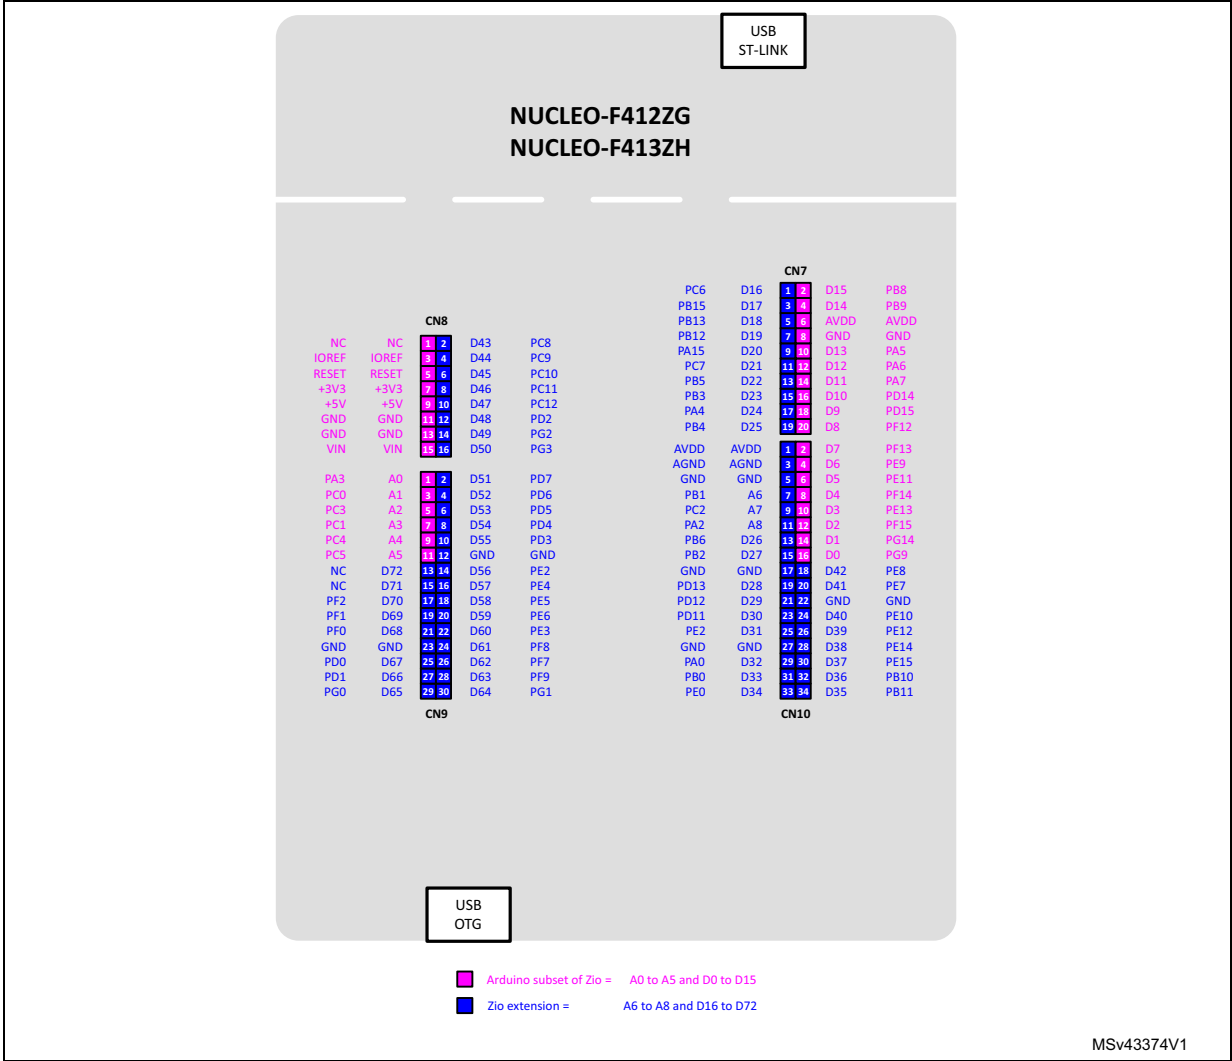 USB
ST-LINK
NUCLEO-F412ZG
NUCLEO-F413ZH
CN8
NC NC 1 2 D43 PC8
IOREF IOREF 3 4 D44 PC9
RESET RESET 5 6 D45 PC10
+3V3 +3V3 7 8 D46 PC11
+5V +5V 9 10 D47 PC12
GND GND 11 12 D48 PD2
GND GND 13 14 D49 PG2
VIN VIN 15 16 D50 PG3
PA3 A0 1 2 D51 PD7
PC0 A1 3 4 D52 PD6
PC3 A2 5 6 D53 PD5
PC1 A3 7 8 D54 PD4
PC4 A4 9 10 D55 PD3
PC5 A5 11 12 GND GND
NC D72 13 14 D56 PE2
NC D71 15 16 D57 PE4
PF2 D70 17 18 D58 PE5
PF1 D69 19 20 D59 PE6
PF0 D68 21 22 D60 PE3
GND GND 23 24 D61 PF8
PD0 D67 25 26 D62 PF7
PD1 D66 27 28 D63 PF9
PG0 D65 29 30 D64 PG1
CN9
CN7
PC6 D16 1 2 D15 PB8
PB15 D17 3 4 D14 PB9
PB13 D18 5 6 AVDD AVDD
PB12 D19 7 8 GND GND
PA15 D20 9 10 D13 PA5
PC7 D21 11 12 D12 PA6
PB5 D22 13 14 D11 PA7
PB3 D23 15 16 D10 PD14
PA4 D24 17 18 D9 PD15
PB4 D25 19 20 D8 PF12
AVDD AVDD 1 2 D7 PF13
AGND AGND 3 4 D6 PE9
GND GND 5 6 D5 PE11
PB1 A6 7 8 D4 PF14
PC2 A7 9 10 D3 PE13
PA2 A8 11 12 D2 PF15
PB6 D26 13 14 D1 PG14
PB2 D27 15 16 D0 PG9
GND GND 17 18 D42 PE8
PD13 D28 19 20 D41 PE7
PD12 D29 21 22 GND GND
PD11 D30 23 24 D40 PE10
PE2 D31 25 26 D39 PE12
GND GND 27 28 D38 PE14
PA0 D32 29 30 D37 PE15
PB0 D33 31 32 D36 PB10
PE0 D34 33 34 D35 PB11
CN10
USB
OTG
Arduino subset of Zio = A0 to A5 and D0 to D15
Zio extension = A6 to A8 and D16 to D72
MSv43374V1